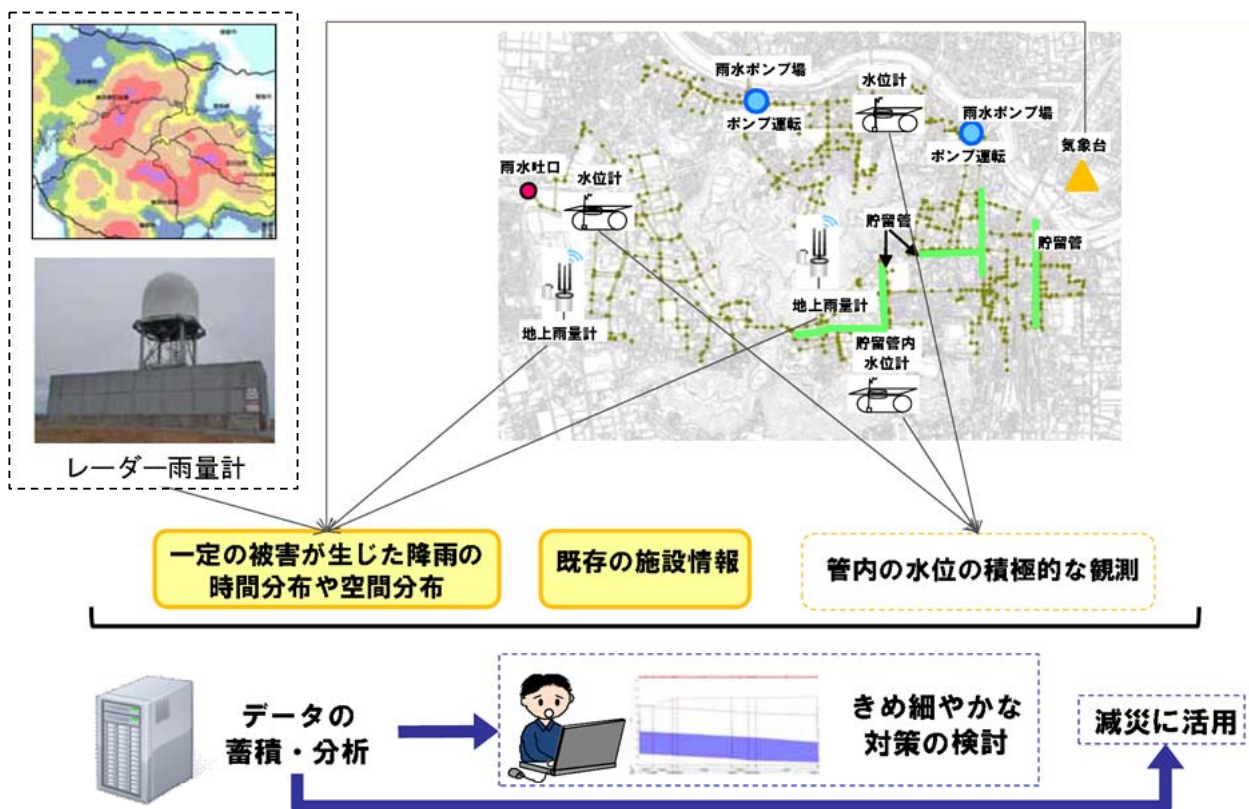 レーダー雨量計
雨水ポンプ場
ポンプ運転
水位計
雨水ポンプ場
ポンプ運転
気象台
雨水吐口
水位計
地上雨量計
地上雨量計
貯留管
貯留管
貯留管内
水位計
一定の被害が生じた降雨の
時間分布や空間分布
既存の施設情報
管内の水位の積極的な観測
データの
蓄積・分析
きめ細やかな
対策の検討
減災に活用